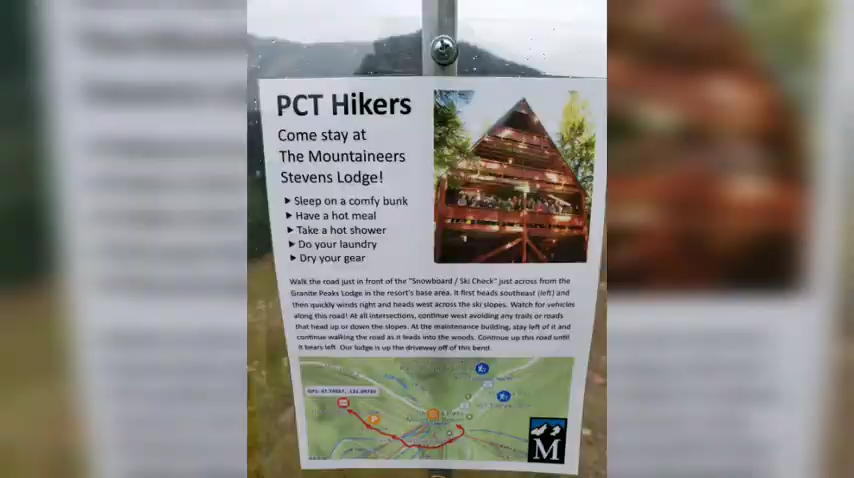 PCT Hikers
Come stay at
The Mountaineers
Stevens Lodge!
▶ Sleep on a comfy bunk
▶ Have a hot meal
▶ Take a hot shower
▶ Do your laundry
▶ Dry your gear
Walk the road just in front of the "Snowboard / Ski Check" just across from the
Granite Peaks Lodge in the resort's base area. It first heads southeast (left) and
then quickly winds right and heads west across the ski slopes. Watch for vehicles
along this road! At all intersections, continue west avoiding any trails or roads
that head up or down the slopes. At the maintenance building, stay left of it and
continue walking the road as it leads into the woods. Continue up this road until
it bears left. Our lodge is up the driveway off of this bend.
M